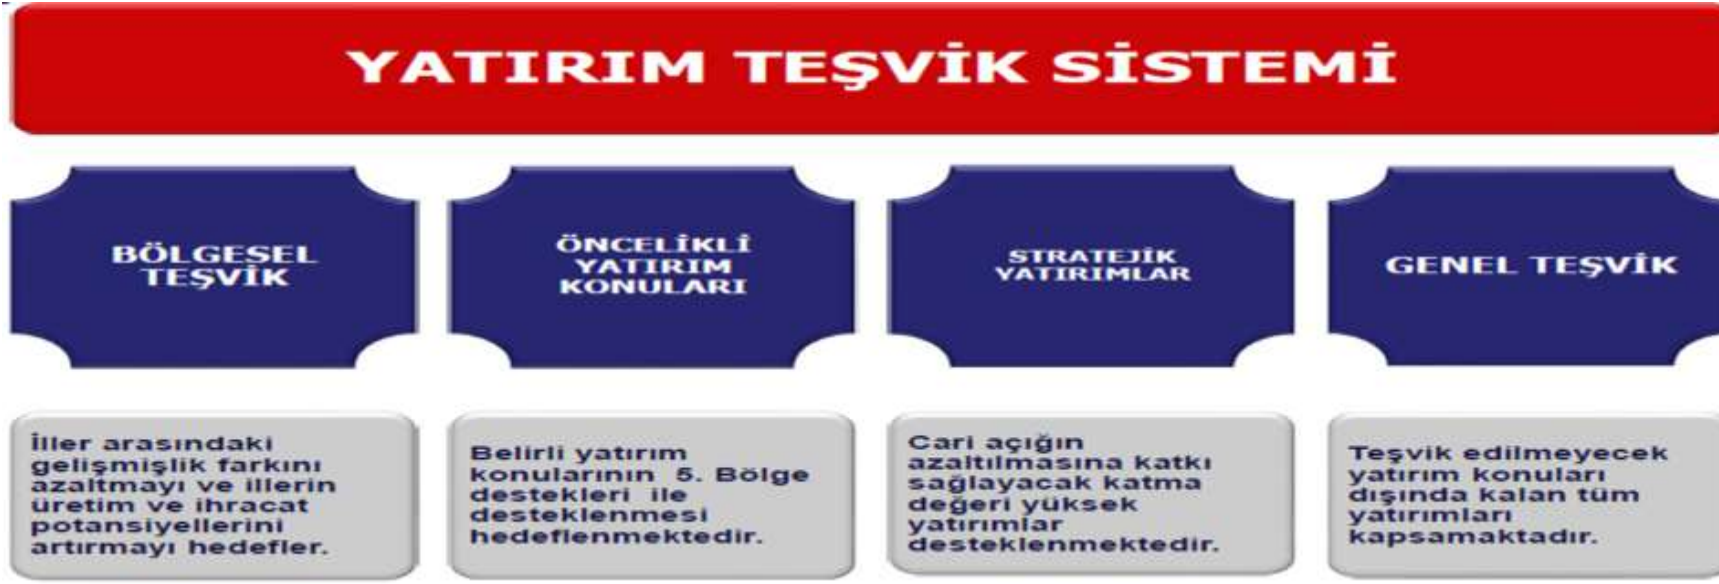 YATIRIM TEŞVİK SİSTEMİ
BÖLGESEL
TEŞVİK
ÖNCELİKLİ
YATIRIM
KONULARI
STRATEJİK
YATIRIMLAR
GENEL TEŞVİK
İller arasındaki
gelişmişlik farkını
azaltmayı ve illerin
üretim ve ihracat
potansiyellerini
artırmayı hedefler.
Belirli yatırım
konularının 5. Bölge
destekleri ile
desteklenmesi
hedeflenmektedir.
Cari açığın
azaltılmasına katkı
sağlayacak katma
değeri yüksek
yatırımlar
desteklenmektedir.
Teşvik edilmeyecek
yatırım konuları
dışında kalan tüm
yatırımları
kapsamaktadır.